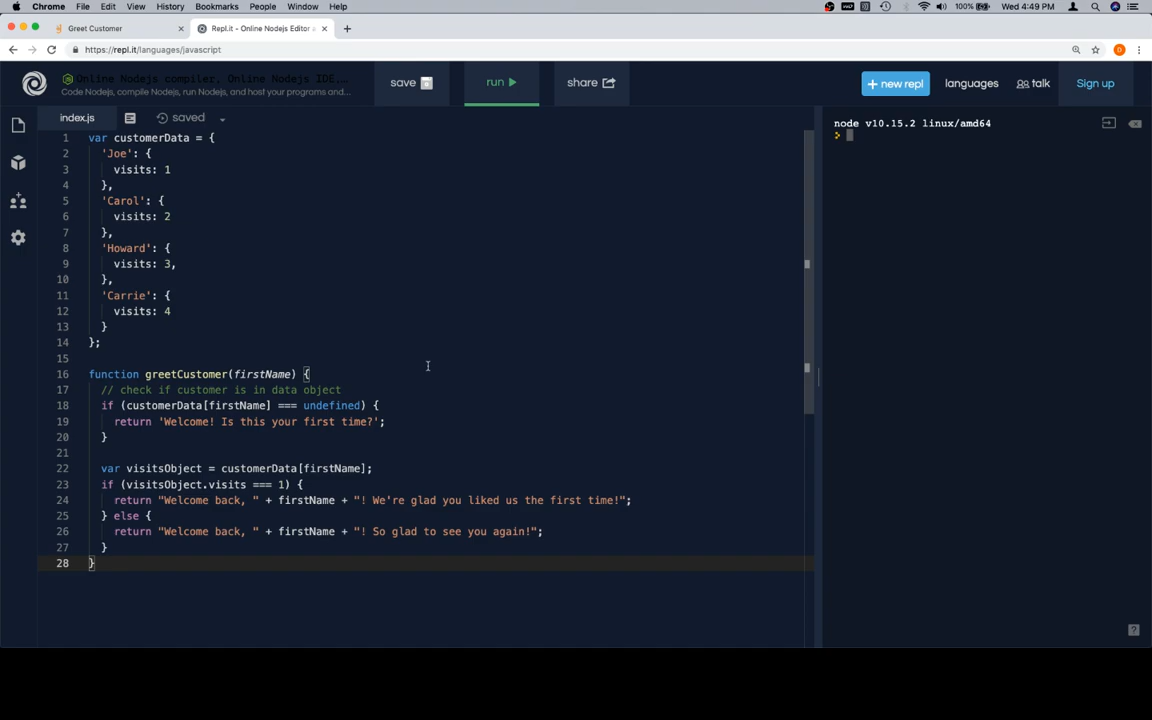 Chrome File Edit View History Bookmarks People Window Help 100% Wed 4:49 PM
Greet Customer Repl.it - Online Nodejs Editor
https://repl.it/languages/javascript
Online Nodejs compiler, Online Nodejs IDE...
Code Nodejs, compile Nodejs, run Nodejs, and host your programs and...
save run share + new repl languages talk Sign up
index.js saved
1 var customerData = {
2 'Joe': {
3 visits: 1
4 },
5 'Carol': {
6 visits: 2
7 },
8 'Howard': {
9 visits: 3,
10 },
11 'Carrie': {
12 visits: 4
13 }
14 };
15
16 function greetCustomer(firstName) {
17 // check if customer is in data object
18 if (customerData[firstName] === undefined) {
19 return 'Welcome! Is this your first time?';
20 }
21
22 var visitsObject = customerData[firstName];
23 if (visitsObject.visits === 1) {
24 return "Welcome back, " + firstName + "! We're glad you liked us the first time!";
25 } else {
26 return "Welcome back, " + firstName + "! So glad to see you again!";
27 }
28 }
node v10.15.2 linux/amd64
D
?